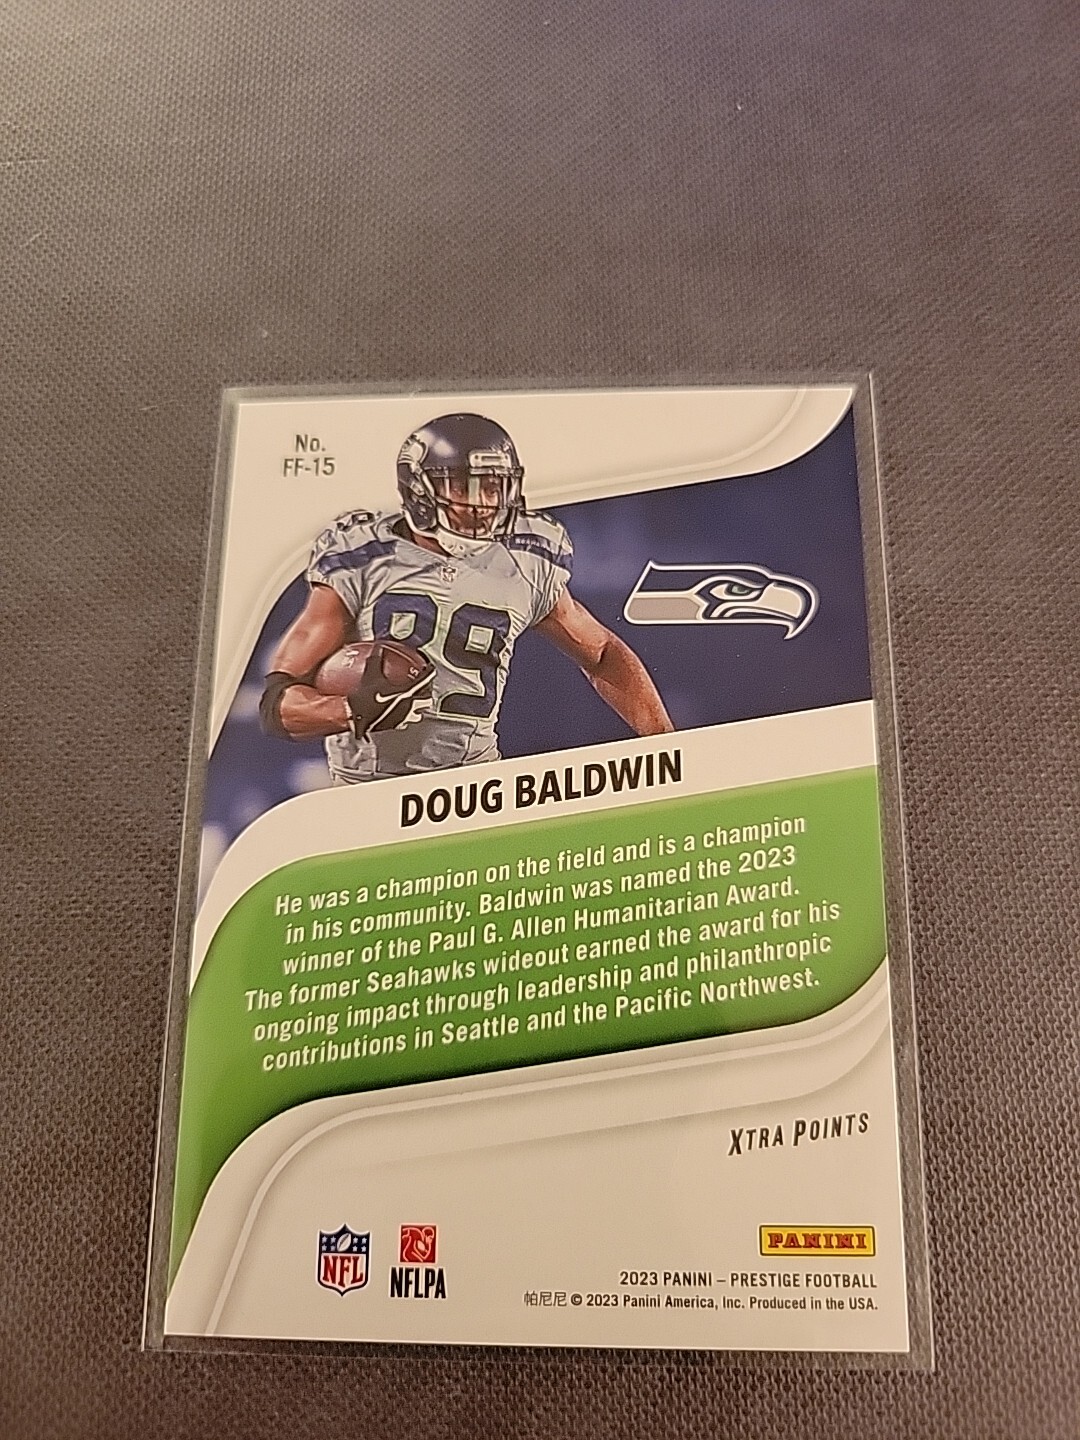 No.
FF-15
89
89
DOUG BALDWIN
He was a champion on the field and is a champion
in his community. Baldwin was named the 2023
winner of the Paul G. Allen Humanitarian Award.
The former Seahawks wideout earned the award for his
ongoing impact through leadership and philanthropic
contributions in Seattle and the Pacific Northwest.
XTRA POINTS
NFL
NFLPA
PANINI
2023 PANINI – PRESTIGE FOOTBALL
帕尼尼 © 2023 Panini America, Inc. Produced in the USA.